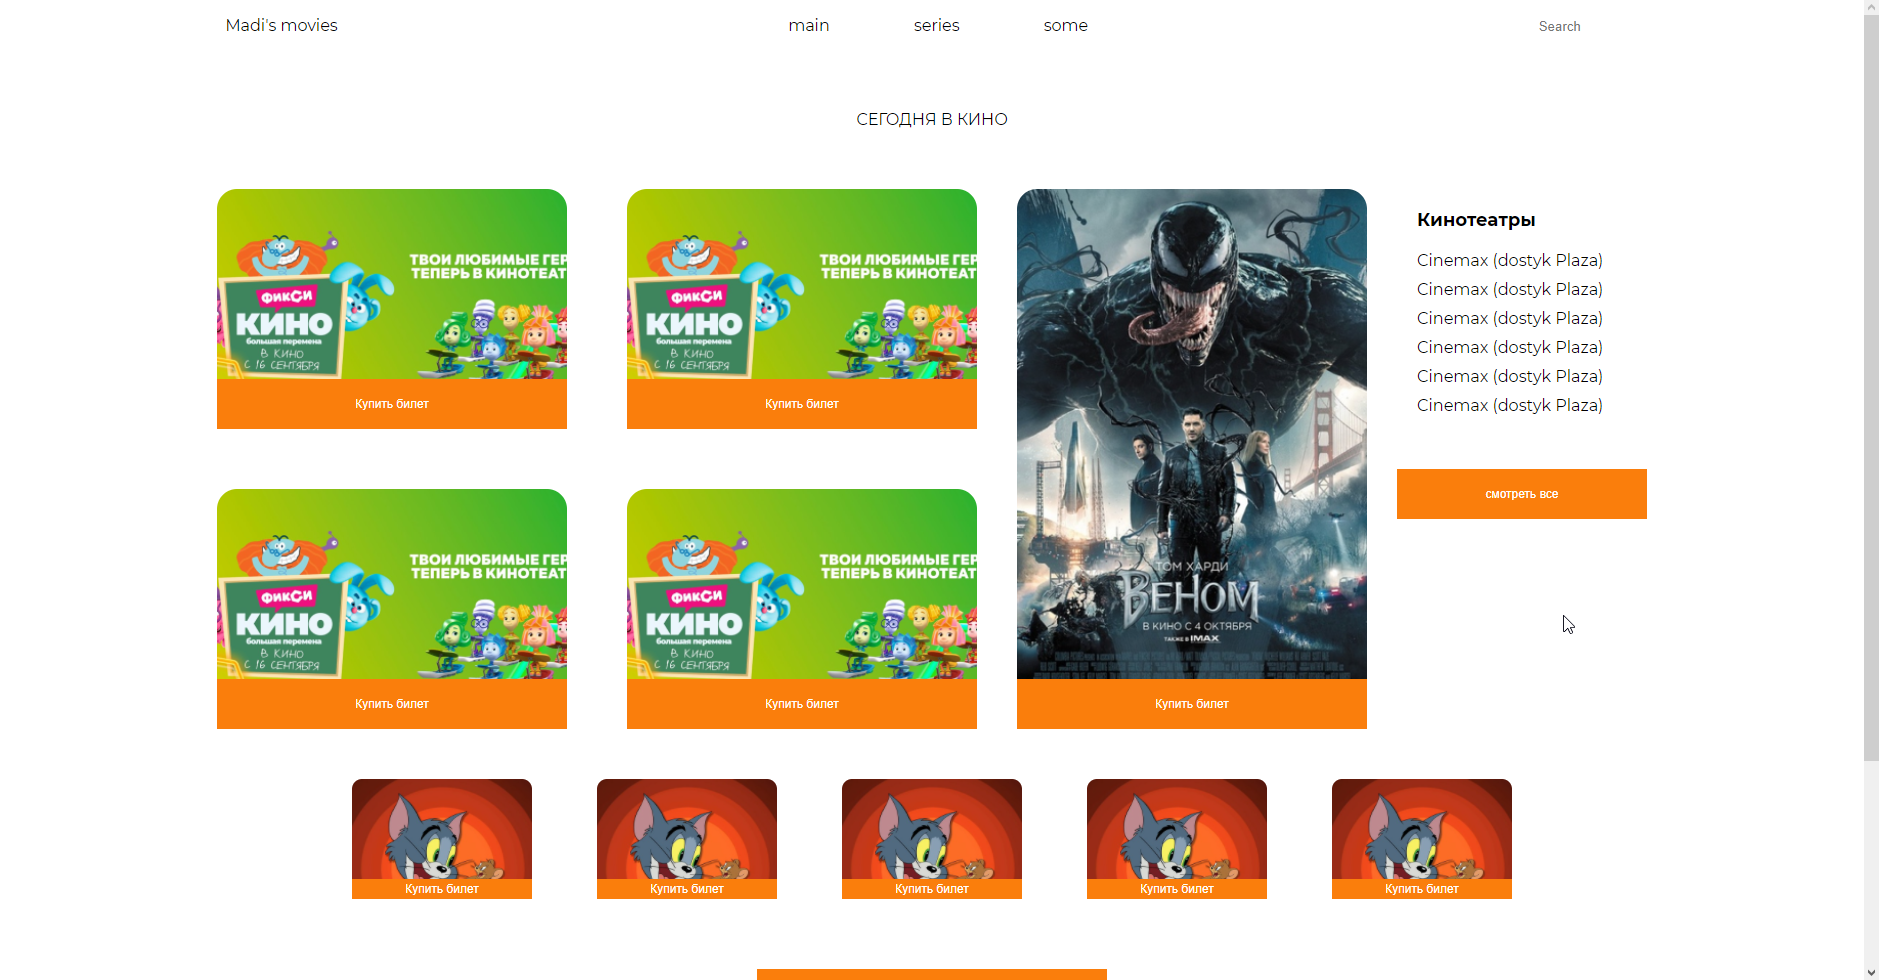 Madi's movies
main
series
some
Search
СЕГОДНЯ В КИНО
ТВОИ ЛЮБИМЫЕ ГЕР
ТЕПЕРЬ В КИНОТЕАТ
ФИКСИ
КИНО
большая перемена
В КИНО
С 16 СЕНТЯБРЯ
Купить билет
ТВОИ ЛЮБИМЫЕ ГЕР
ТЕПЕРЬ В КИНОТЕАТ
ФИКСИ
КИНО
большая перемена
В КИНО
С 16 СЕНТЯБРЯ
Купить билет
ТВОИ ЛЮБИМЫЕ ГЕР
ТЕПЕРЬ В КИНОТЕАТ
ФИКСИ
КИНО
большая перемена
В КИНО
С 16 СЕНТЯБРЯ
Купить билет
ТВОИ ЛЮБИМЫЕ ГЕР
ТЕПЕРЬ В КИНОТЕАТ
ФИКСИ
КИНО
большая перемена
В КИНО
С 16 СЕНТЯБРЯ
Купить билет
ТОМ ХАРДИ
ВЕНОМ
В КИНО С 4 ОКТЯБРЯ
ТАКЖЕ В IMAX
Купить билет
Кинотеатры
Cinemax (dostyk Plaza)
Cinemax (dostyk Plaza)
Cinemax (dostyk Plaza)
Cinemax (dostyk Plaza)
Cinemax (dostyk Plaza)
Cinemax (dostyk Plaza)
смотреть все
Купить билет
Купить билет
Купить билет
Купить билет
Купить билет